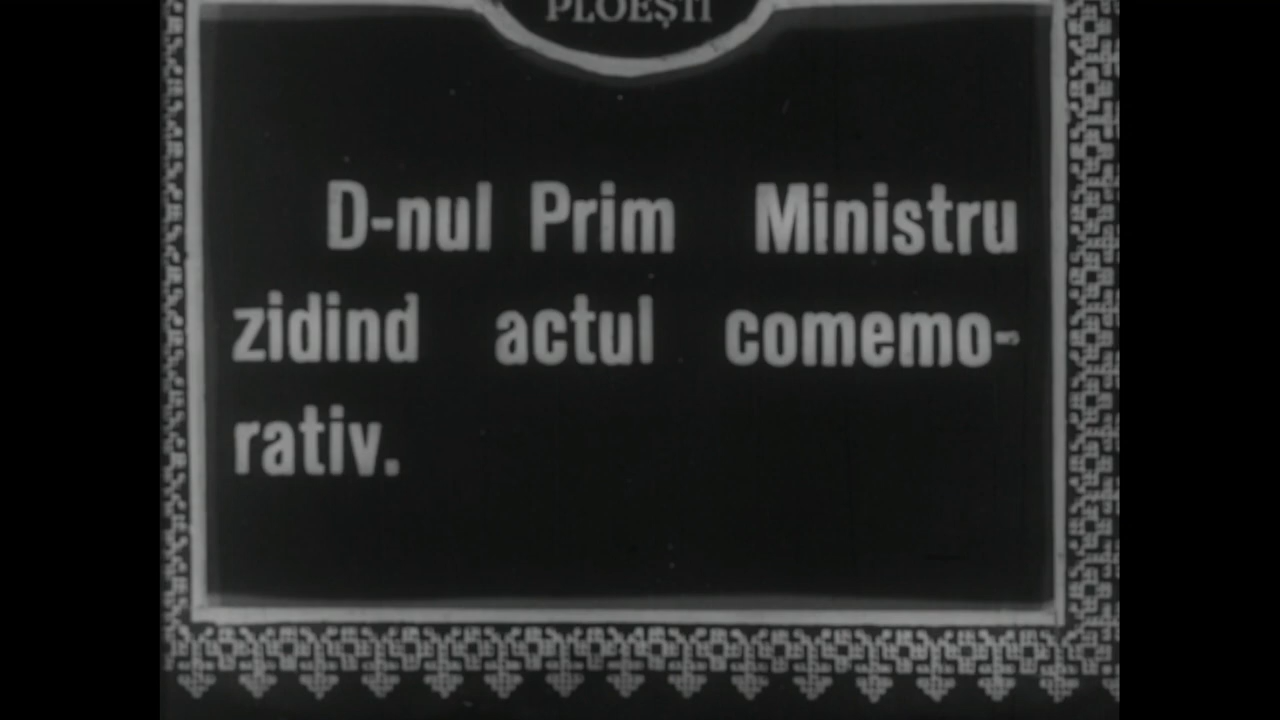 PLOEȘTI
D-nul Prim Ministru
zidind actul comemo-
rativ.